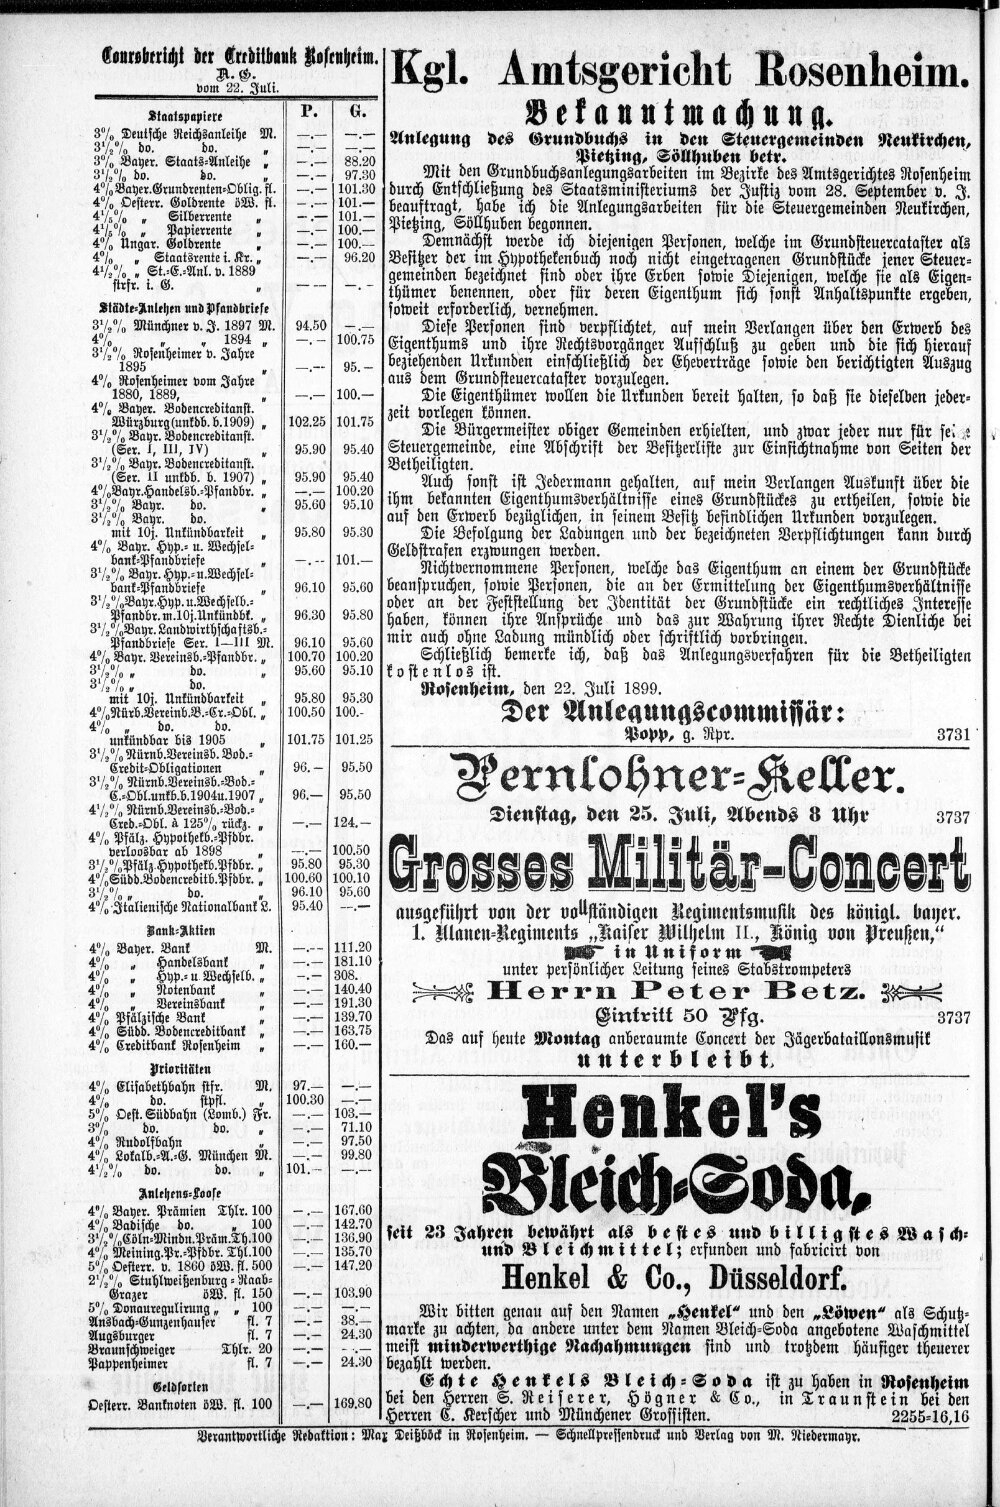 Coursbericht der Creditbank Rosenheim.
A. G.
vom 22. Juli.
P. G.
Staatspapiere
3% Deutsche Reichsanleihe M. —.— —.—
3½% do. do. „ —.— —.—
3% Bayer. Staats-Anleihe „ —.— 88.20
3½% do. do. „ —.— 97.30
4% Bayer. Grundrenten-Oblig. fl. —.— 101.30
4% Oesterr. Goldrente öW. fl. —.— 101.—
4½% „ Silberrente „ —.— 101.—
4⅕% „ Papierrente „ —.— 100.—
4% Ungar. Goldrente „ —.— 100.—
4% „ Staatsrente i. Kr. „ —.— 96.20
4½% „ St.-E.-Anl. v. 1889
strfr. i. G. „ —.— —.—
Städte-Anlehen und Pfandbriefe
3½% Münchner v. J. 1897 M. 94.50 —.—
4% „ „ 1894 „ —.— 100.75
3½% Rosenheimer v. Jahre
1895 „ —.— 95.—
4% Rosenheimer vom Jahre
1880, 1889, „ —.— 100.—
4% Bayer. Bodencreditanst.
Würzburg (unkdb. b. 1909) „ 102.25 101.75
3½% Bayr. Bodencreditanst.
(Ser. I, III, IV) „ 95.90 95.40
3½% Bayr. Bodencreditanst.
(Ser. II unkdb. b. 1907) „ 95.90 95.40
4% Bayr. Handelsb.-Pfandbr. „ —.— 100.20
3½% Bayr. do. „ 95.60 95.10
3½% Bayr. do.
mit 10j. Unkündbarkeit „ 95.80 95.30
4% Bayr. Hyp.- u. Wechsel-
bank-Pfandbriefe „ —.— 101.—
3½% Bayr. Hyp.- u. Wechsel-
bank-Pfandbriefe „ 96.10 95.60
3½% Bayr. Hyp. u. Wechselb.-
Pfandbr. m. 10j. Unkündbk. „ 96.30 95.80
3½% Bayr. Landwirthschaftsb.-
Pfandbriefe Ser. I—III M. 96.10 95.60
4% Bayr. Vereinsb.-Pfandbr. „ 100.70 100.20
3½% „ do. „ 95.60 95.10
3½% „ do.
mit 10j. Unkündbarkeit „ 95.80 95.30
4% Nürb. Vereinb. B.-Cr.-Obl. „ 100.50 100.-
4% „ do. do.
unkündbar bis 1905 „ 101.75 101.25
3½% Nürnb. Vereinsb. Bod.-
Credit-Obligationen „ 96.- 95.50
3½% Nürnb. Vereinsb.-Bod.-
C.-Obl. unkb. b. 1904 u. 1907 „ 96.— 95.50
4½% Nürnb. Vereinsb.-Bod.-
Cred.-Obl. à 125% rückz. „ —.— 124.—
4% Pfälz. Hypothekb.-Pfdbr.
verloosbar ab 1898 „ —.— 100.50
3½% Pfälz. Hypothekb. Pfdbr. „ 95.80 95.30
4% Südd. Bodencreditb. Pfdbr. „ 100.60 100.10
3½% „ do. „ 96.10 95.60
4% Italienische Nationalbank L. 95.40 —.—
Bank-Aktien
4% Bayer. Bank M. —.— 111.20
4% „ Handelsbank „ —.— 181.10
4% „ Hyp.- u Wechselb. „ —.- 308.
4% „ Notenbank „ —.— 140.40
4% „ Vereinsbank „ —.— 191.30
4% Pfälzische Bank „ —.— 139.70
4% Südd. Bodencreditbank „ —.— 163.75
4% Creditbank Rosenheim „ —.— 160.—
Prioritäten
4% Elisabethbahn stfr. M. 97.— —.—
4% do. stpfl. „ 100.30 —.—
5% Oest. Südbahn (Lomb.) Fr. —.— 103.—
3% do. do. „ —.— 71.10
4% Rudolfbahn „ —.— 97.50
4% Lokalb.-A.-G. München M. —.— 99.80
4½% do. do. „ 101.— —.—
Anlehens-Loose
4% Bayer. Prämien Thlr. 100 —.— 167.60
4% Badische do. „ 100 —.— 142.70
3½% Cöln-Mindn. Präm. Th. 100 —.— 136.90
4% Meining. Pr.-Pfdbr. Thl. 100 —.— 135.70
5% Oesterr. v. 1860 öW. fl. 500 —.— 147.20
2½% Stuhlweißenburg-Raab-
Grazer öW. fl. 150 —.— 103.90
5% Donauregulirung „ „ 100 —.— —.—
Ansbach-Gunzenhauser fl. 7 —.— 38.—
Augsburger fl. 7 —.— 24.30
Braunschweiger Thlr. 20 —.— —.—
Pappenheimer fl. 7 —.— 24.30
Geldsorten
Oesterr. Banknoten öW. fl. 100 —.— 169.80
Kgl. Amtsgericht Rosenheim.
Bekanntmachung.
Anlegung des Grundbuchs in den Steuergemeinden Neukirchen,
Pietzing, Söllhuben betr.
Mit den Grundbuchsanlegungsarbeiten im Bezirke des Amtsgerichtes Rosenheim
durch Entschließung des Staatsministeriums der Justiz vom 28. September v. J.
beauftragt, habe ich die Anlegungsarbeiten für die Steuergemeinden Neukirchen,
Pietzing, Söllhuben begonnen.
Demnächst werde ich diejenigen Personen, welche im Grundsteuercataster als
Besitzer der im Hypothekenbuch noch nicht eingetragenen Grundstücke jener Steuer-
gemeinden bezeichnet sind oder ihre Erben sowie Diejenigen, welche sie als Eigen-
thümer benennen, oder für deren Eigenthum sich sonst Anhaltspunkte ergeben,
soweit erforderlich, vernehmen.
Diese Personen sind verpflichtet, auf mein Verlangen über den Erwerb des
Eigenthums und ihre Rechtsvorgänger Aufschluß zu geben und die sich hierauf
beziehenden Urkunden einschließlich der Eheverträge sowie den berichtigten Auszug
aus dem Grundsteuercataster vorzulegen.
Die Eigenthümer wollen die Urkunden bereit halten, so daß sie dieselben jeder-
zeit vorlegen können.
Die Bürgermeister obiger Gemeinden erhielten, und zwar jeder nur für seine
Steuergemeinde, eine Abschrift der Besitzerliste zur Einsichtnahme von Seiten der
Betheiligten.
Auch sonst ist Jedermann gehalten, auf mein Verlangen Auskunft über die
ihm bekannten Eigenthumsverhältnisse eines Grundstückes zu ertheilen, sowie die
auf den Erwerb bezüglichen, in seinem Besitz befindlichen Urkunden vorzulegen.
Die Befolgung der Ladungen und der bezeichneten Verpflichtungen kann durch
Geldstrafen erzwungen werden.
Nichtvernommene Personen, welche das Eigenthum an einem der Grundstücke
beanspruchen, sowie Personen, die an der Ermittelung der Eigenthumsverhältnisse
oder an der Feststellung der Identität der Grundstücke ein rechtliches Interesse
haben, können ihre Ansprüche und das zur Wahrung ihrer Rechte Dienliche bei
mir auch ohne Ladung mündlich oder schriftlich vorbringen.
Schließlich bemerke ich, daß das Anlegungsverfahren für die Betheiligten
kostenlos ist.
Rosenheim, den 22. Juli 1899.
Der Anlegungscommissär:
Popp, g. Rpr. 3731
Pernlohner-Keller.
Dienstag, den 25. Juli, Abends 8 Uhr 3737
Grosses Militär-Concert
ausgeführt von der vollständigen Regimentsmusik des königl. bayer.
1. Ulanen-Regiments „Kaiser Wilhelm II., König von Preußen,“
in Uniform
unter persönlicher Leitung seines Stabstrompeters
Herrn Peter Betz.
Eintritt 50 Pfg. 3737
Das auf heute Montag anberaumte Concert der Jägerbataillonsmusik
unterbleibt.
Henkel's
Bleich-Soda,
seit 23 Jahren bewährt als bestes und billigstes Wasch-
und Bleichmittel; erfunden und fabricirt von
Henkel & Co., Düsseldorf.
Wir bitten genau auf den Namen „Henkel“ und den „Löwen“ als Schutz-
marke zu achten, da andere unter dem Namen Bleich-Soda angebotene Waschmittel
meist minderwerthige Nachahmungen sind und trotzdem häufiger theuerer
bezahlt werden.
Echte Henkels Bleich-Soda ist zu haben in Rosenheim
bei den Herren S. Reiserer, Högner & Co., in Traunstein bei den
Herren C. Kerscher und Münchener Grossisten. 2255-16,16
Verantwortliche Redaktion: Max Deißböck in Rosenheim. — Schnellpressendruck und Verlag von M. Niedermayr.